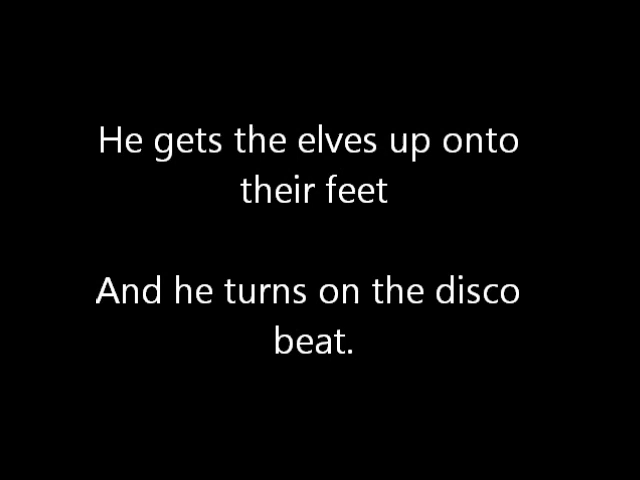 He gets the elves up onto
their feet
And he turns on the disco
beat.